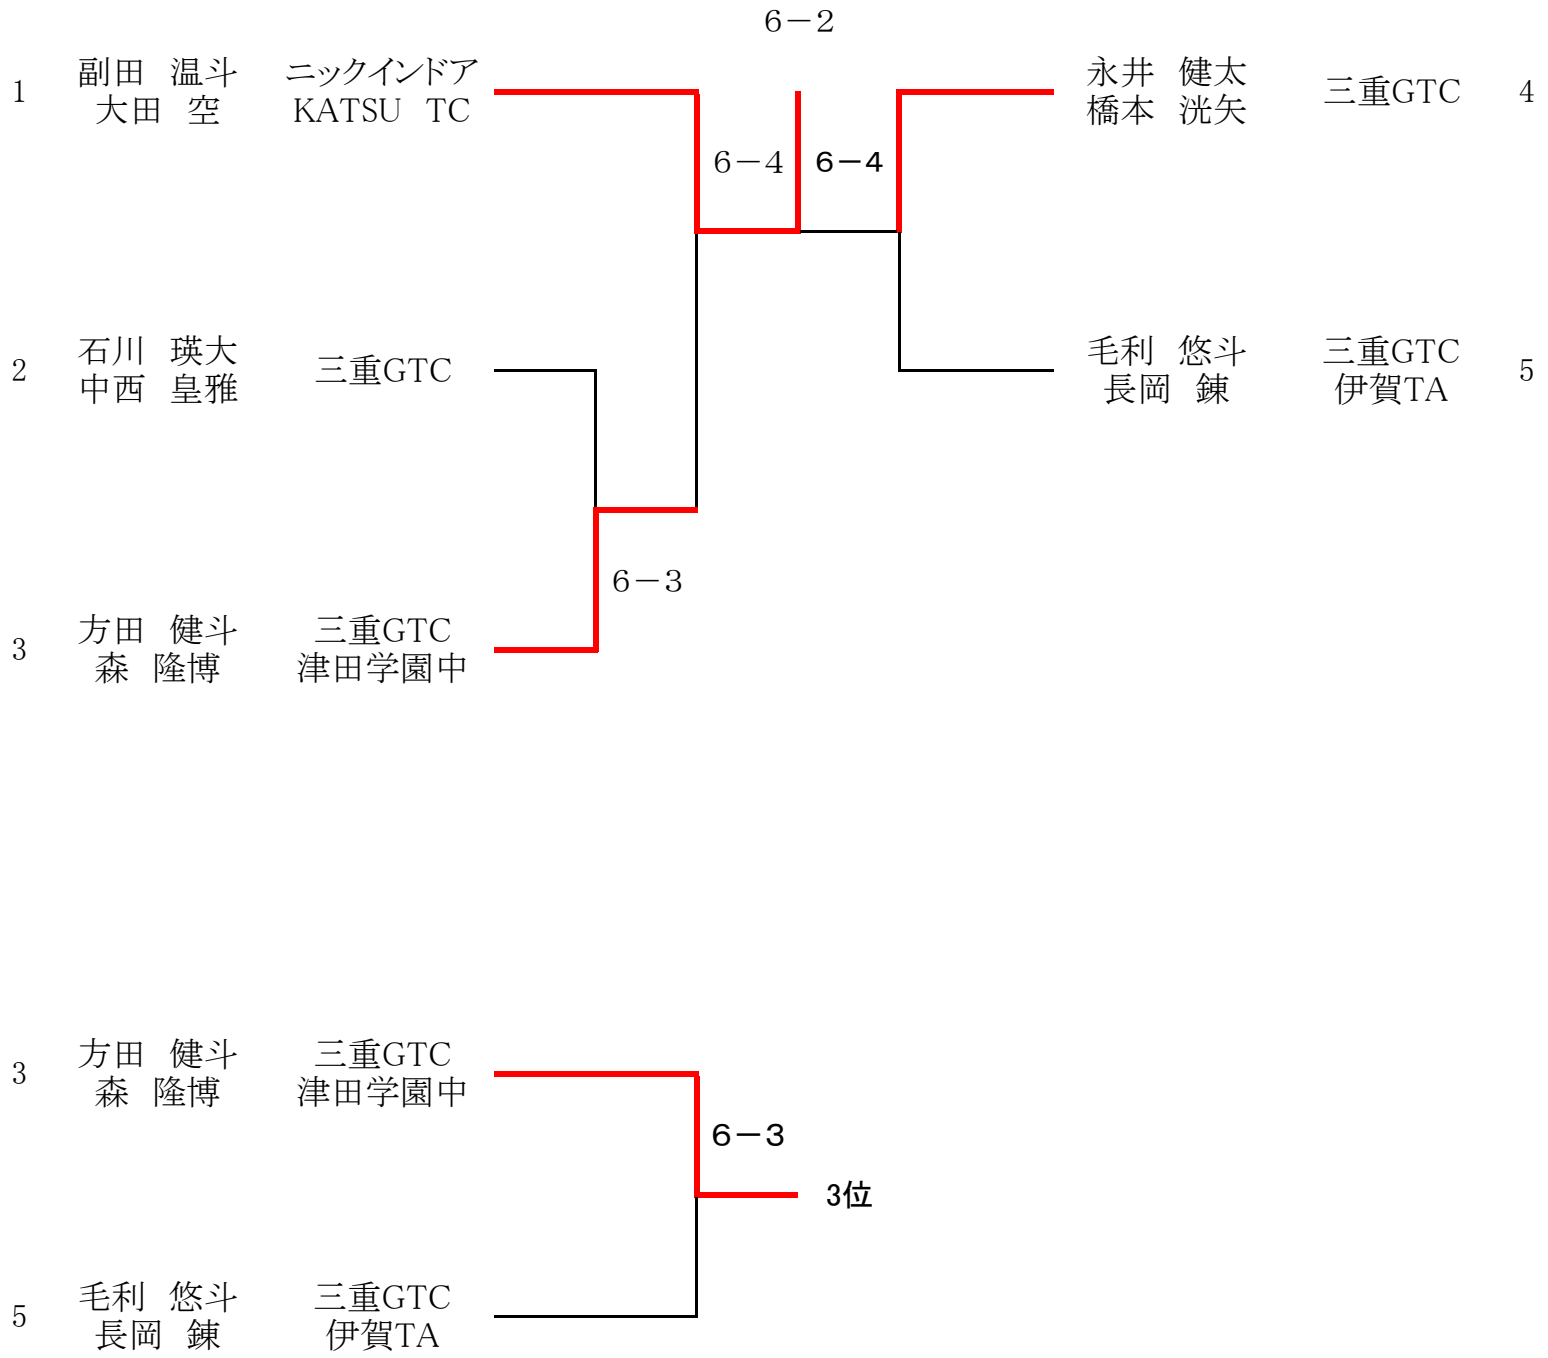 6－2
1 副田　温斗 ニックインドア
大田　空 KATSU　TC
永井　健太 三重GTC 4
橋本　洸矢
6－4 6－4
2 石川　瑛大 三重GTC
中西　皇雅
毛利　悠斗 三重GTC 5
長岡　錬 伊賀TA
6－3
3 方田　健斗 三重GTC
森　隆博 津田学園中
3 方田　健斗 三重GTC
森　隆博 津田学園中
6－3
3位
5 毛利　悠斗 三重GTC
長岡　錬 伊賀TA